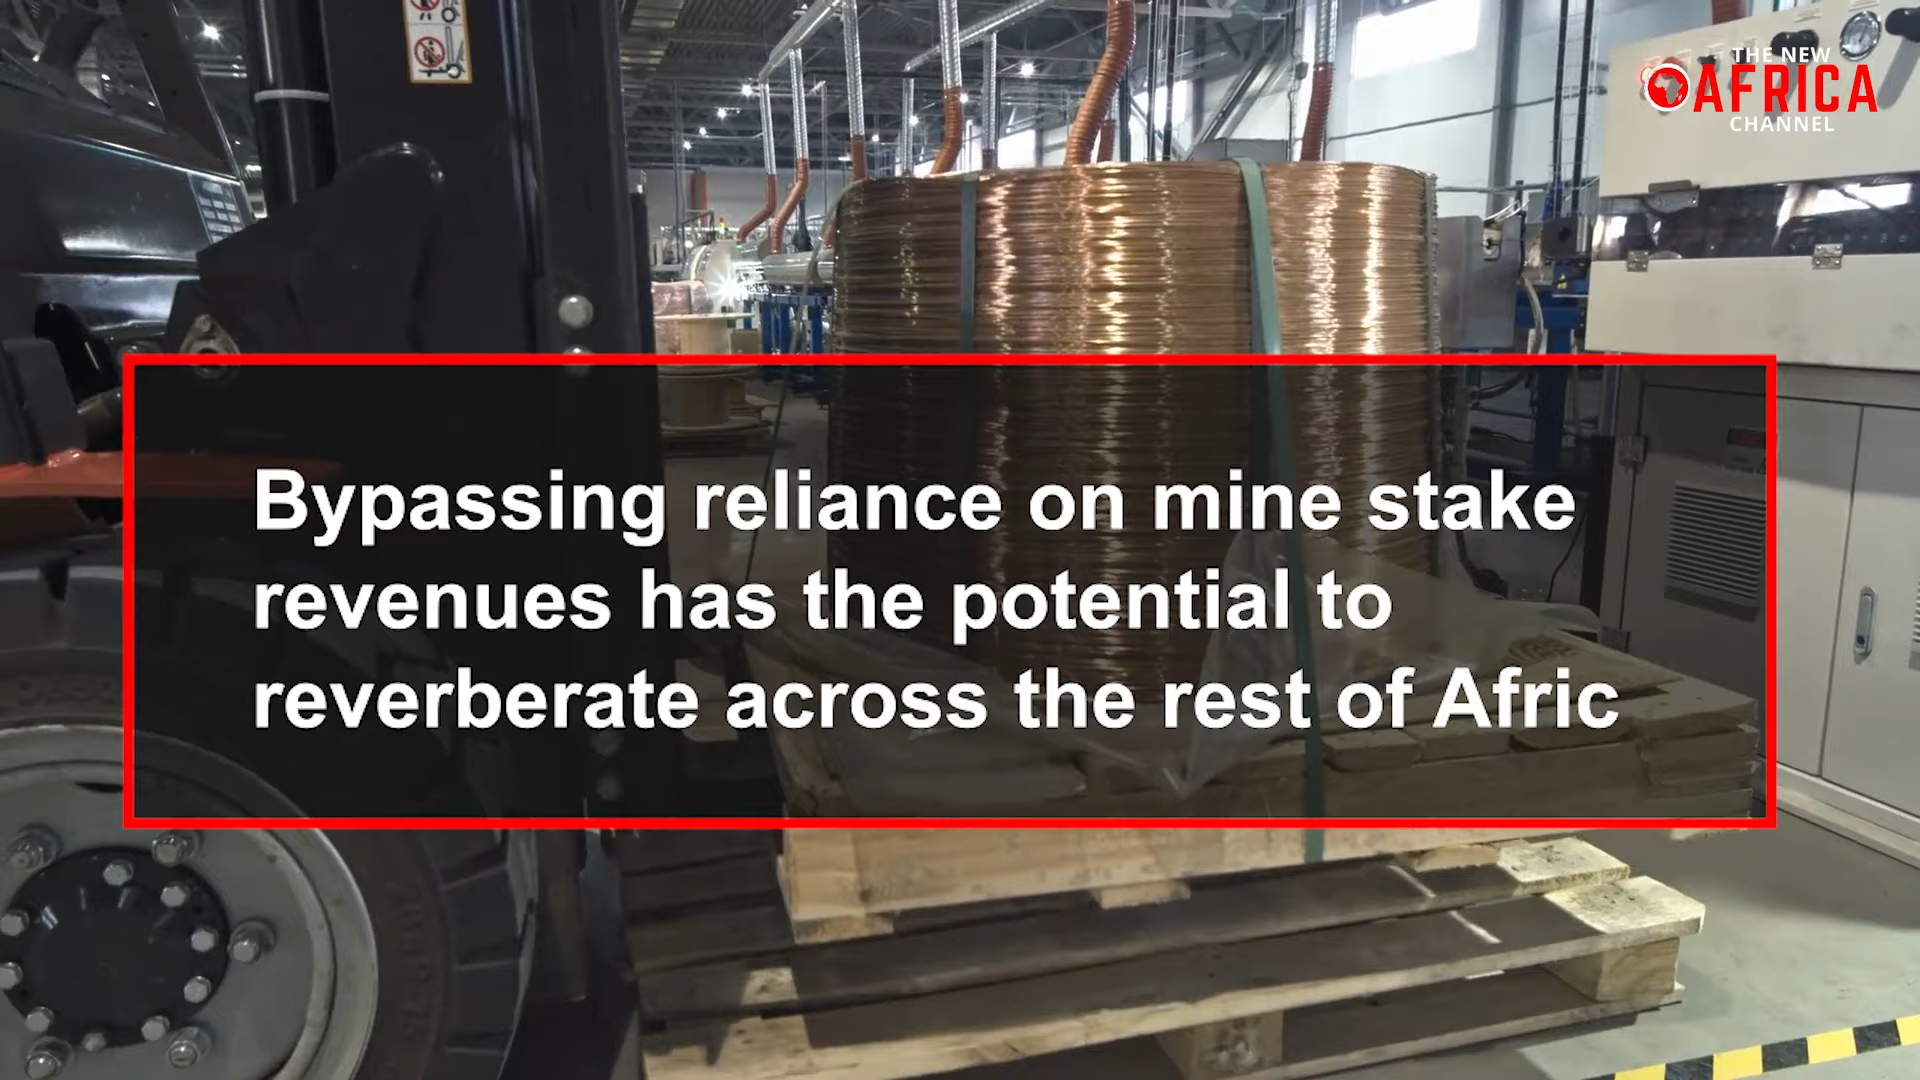 THE NEW
AFRICA
CHANNEL
Bypassing reliance on mine stake
revenues has the potential to
reverberate across the rest of Afric